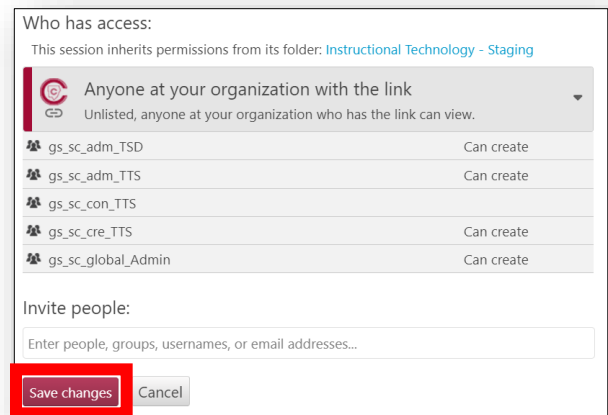 Who has access:
This session inherits permissions from its folder: Instructional Technology - Staging
Anyone at your organization with the link
Unlisted, anyone at your organization who has the link can view.
gs_sc_adm_TSD Can create
gs_sc_adm_TTS Can create
gs_sc_con_TTS
gs_sc_cre_TTS Can create
gs_sc_global_Admin Can create
Invite people:
Enter people, groups, usernames, or email addresses...
Save changes Cancel